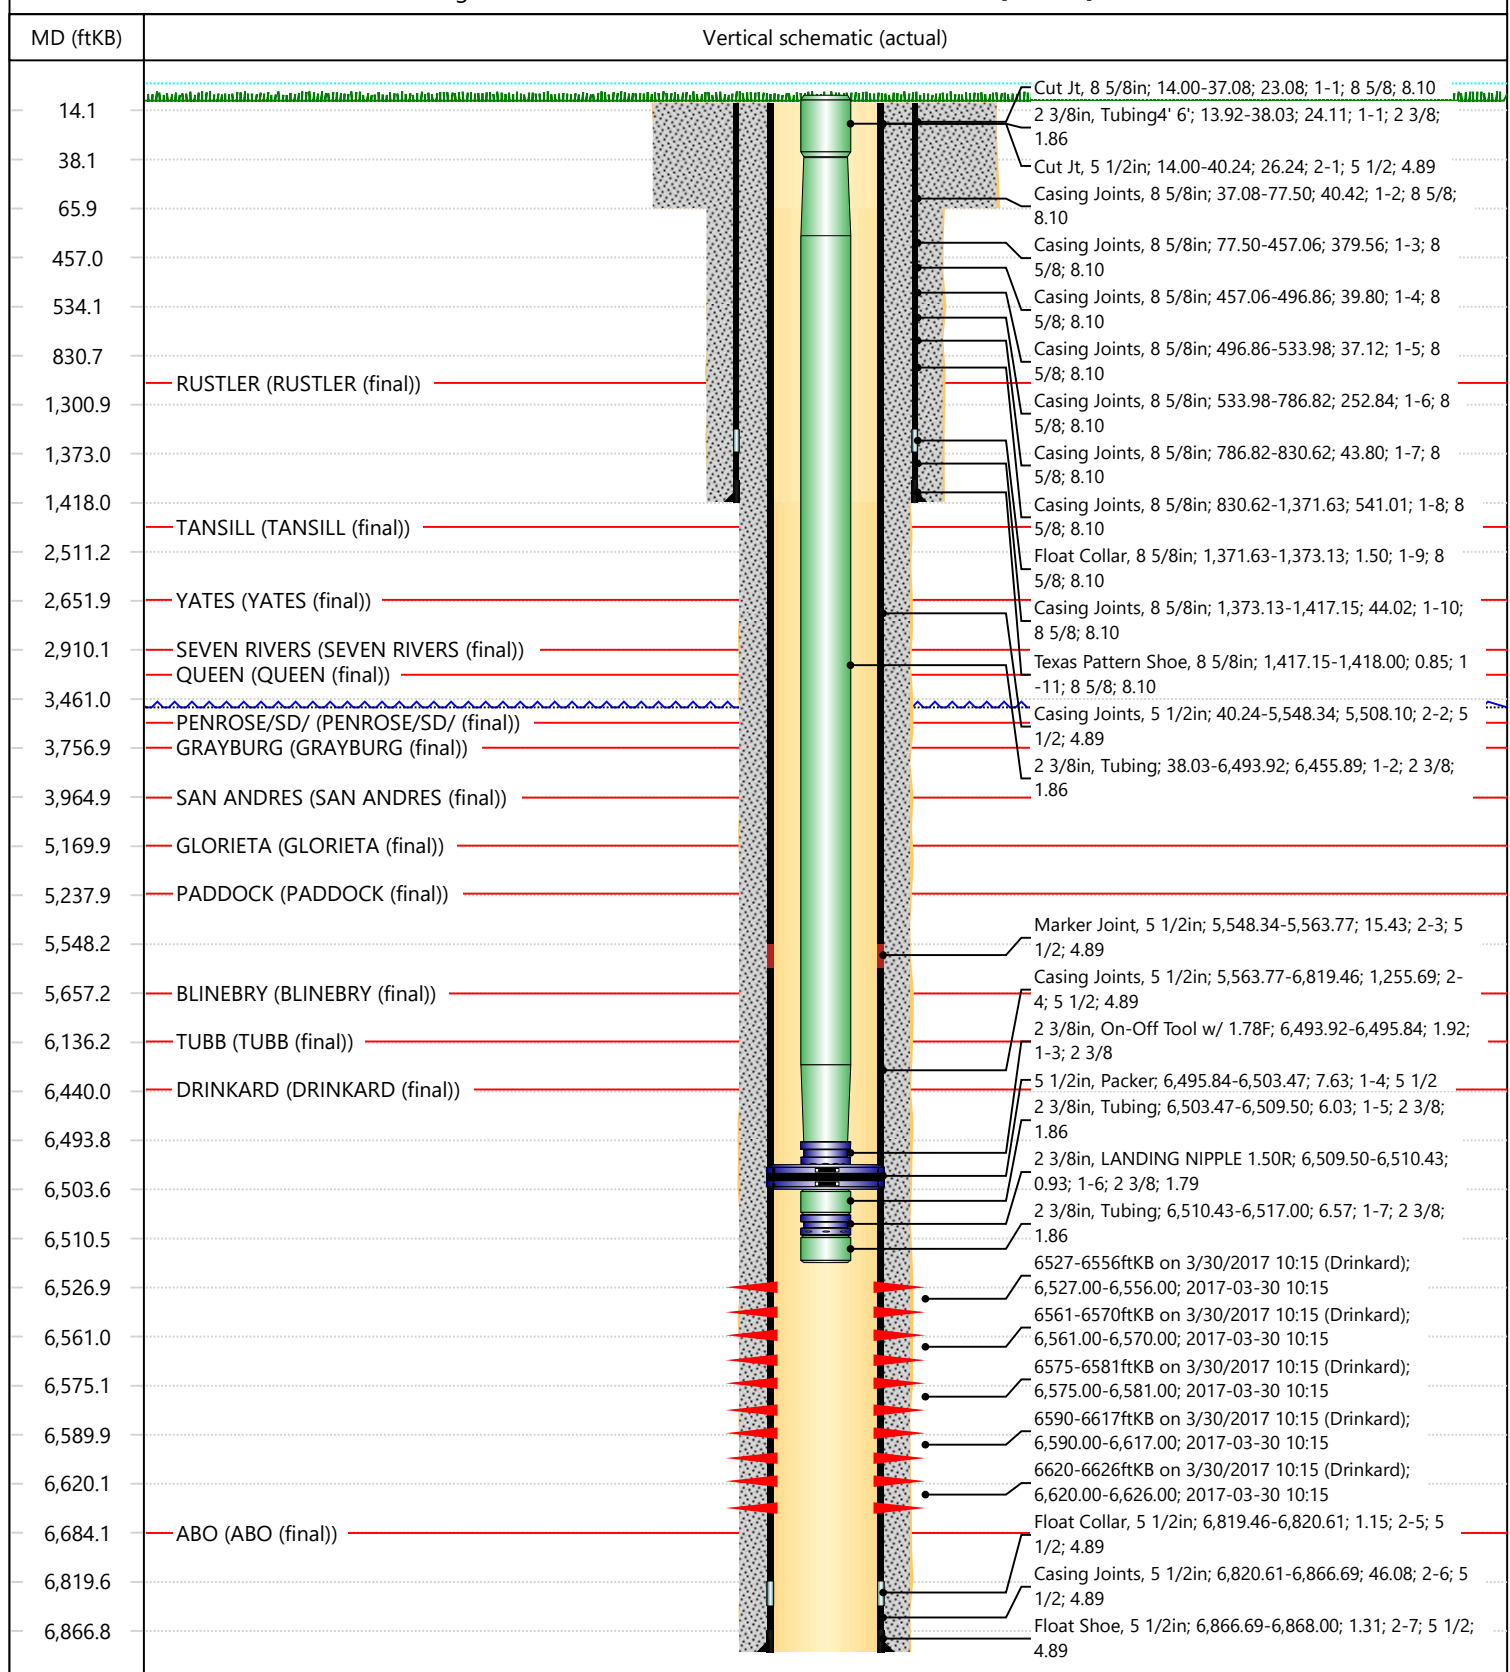 MD (ftKB)
Vertical schematic (actual)
14.1
38.1
65.9
457.0
534.1
830.7
1,300.9
1,373.0
1,418.0
2,511.2
2,651.9
2,910.1
3,461.0
3,756.9
3,964.9
5,169.9
5,237.9
5,548.2
5,657.2
6,136.2
6,440.0
6,493.8
6,503.6
6,510.5
6,526.9
6,561.0
6,575.1
6,589.9
6,620.1
6,684.1
6,819.6
6,866.8
RUSTLER (RUSTLER (final))
TANSILL (TANSILL (final))
YATES (YATES (final))
SEVEN RIVERS (SEVEN RIVERS (final))
QUEEN (QUEEN (final))
PENROSE/SD/ (PENROSE/SD/ (final))
GRAYBURG (GRAYBURG (final))
SAN ANDRES (SAN ANDRES (final))
GLORIETA (GLORIETA (final))
PADDOCK (PADDOCK (final))
BLINEBRY (BLINEBRY (final))
TUBB (TUBB (final))
DRINKARD (DRINKARD (final))
ABO (ABO (final))
Cut Jt, 8 5/8in; 14.00-37.08; 23.08; 1-1; 8 5/8; 8.10
2 3/8in, Tubing4' 6'; 13.92-38.03; 24.11; 1-1; 2 3/8;
1.86
Cut Jt, 5 1/2in; 14.00-40.24; 26.24; 2-1; 5 1/2; 4.89
Casing Joints, 8 5/8in; 37.08-77.50; 40.42; 1-2; 8 5/8;
8.10
Casing Joints, 8 5/8in; 77.50-457.06; 379.56; 1-3; 8
5/8; 8.10
Casing Joints, 8 5/8in; 457.06-496.86; 39.80; 1-4; 8
5/8; 8.10
Casing Joints, 8 5/8in; 496.86-533.98; 37.12; 1-5; 8
5/8; 8.10
Casing Joints, 8 5/8in; 533.98-786.82; 252.84; 1-6; 8
5/8; 8.10
Casing Joints, 8 5/8in; 786.82-830.62; 43.80; 1-7; 8
5/8; 8.10
Casing Joints, 8 5/8in; 830.62-1,371.63; 541.01; 1-8; 8
5/8; 8.10
Float Collar, 8 5/8in; 1,371.63-1,373.13; 1.50; 1-9; 8
5/8; 8.10
Casing Joints, 8 5/8in; 1,373.13-1,417.15; 44.02; 1-10;
8 5/8; 8.10
Texas Pattern Shoe, 8 5/8in; 1,417.15-1,418.00; 0.85; 1
-11; 8 5/8; 8.10
Casing Joints, 5 1/2in; 40.24-5,548.34; 5,508.10; 2-2; 5
1/2; 4.89
2 3/8in, Tubing; 38.03-6,493.92; 6,455.89; 1-2; 2 3/8;
1.86
Marker Joint, 5 1/2in; 5,548.34-5,563.77; 15.43; 2-3; 5
1/2; 4.89
Casing Joints, 5 1/2in; 5,563.77-6,819.46; 1,255.69; 2-
4; 5 1/2; 4.89
2 3/8in, On-Off Tool w/ 1.78F; 6,493.92-6,495.84; 1.92;
1-3; 2 3/8
5 1/2in, Packer; 6,495.84-6,503.47; 7.63; 1-4; 5 1/2
2 3/8in, Tubing; 6,503.47-6,509.50; 6.03; 1-5; 2 3/8;
1.86
2 3/8in, LANDING NIPPLE 1.50R; 6,509.50-6,510.43;
0.93; 1-6; 2 3/8; 1.79
2 3/8in, Tubing; 6,510.43-6,517.00; 6.57; 1-7; 2 3/8;
1.86
6527-6556ftKB on 3/30/2017 10:15 (Drinkard);
6,527.00-6,556.00; 2017-03-30 10:15
6561-6570ftKB on 3/30/2017 10:15 (Drinkard);
6,561.00-6,570.00; 2017-03-30 10:15
6575-6581ftKB on 3/30/2017 10:15 (Drinkard);
6,575.00-6,581.00; 2017-03-30 10:15
6590-6617ftKB on 3/30/2017 10:15 (Drinkard);
6,590.00-6,617.00; 2017-03-30 10:15
6620-6626ftKB on 3/30/2017 10:15 (Drinkard);
6,620.00-6,626.00; 2017-03-30 10:15
Float Collar, 5 1/2in; 6,819.46-6,820.61; 1.15; 2-5; 5
1/2; 4.89
Casing Joints, 5 1/2in; 6,820.61-6,866.69; 46.08; 2-6; 5
1/2; 4.89
Float Shoe, 5 1/2in; 6,866.69-6,868.00; 1.31; 2-7; 5 1/2;
4.89